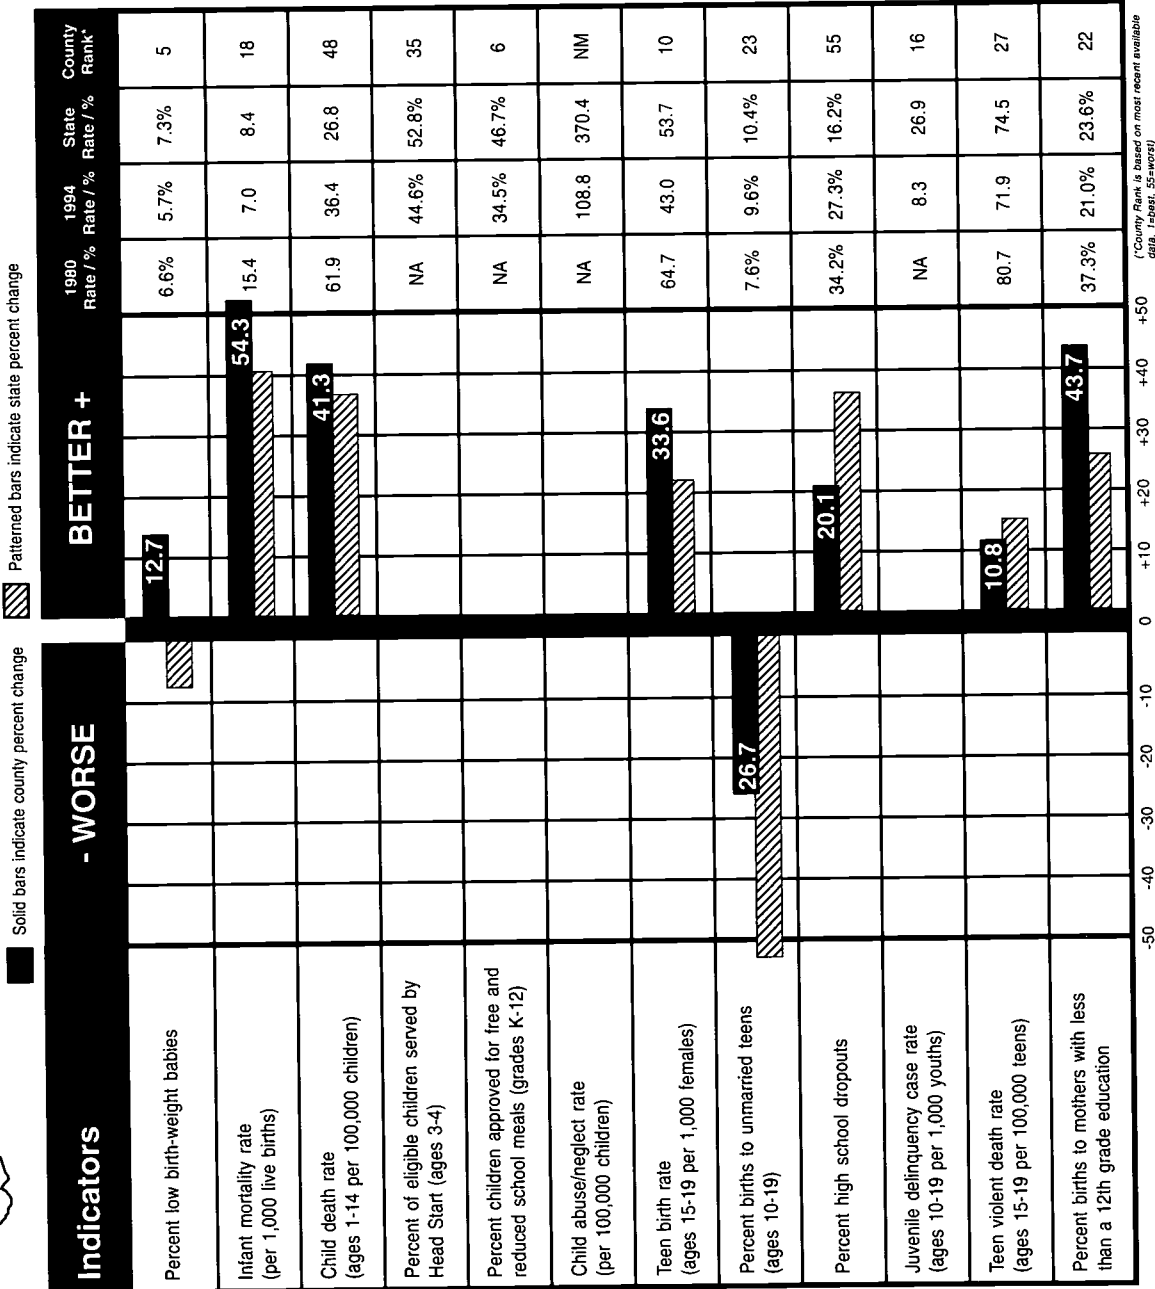 Solid bars indicate county percent change
Patterned bars indicate state percent change
Indicators
- WORSE
BETTER +
1980
Rate / %
1994
Rate / %
State
Rate / %
County
Rank*
Percent low birth-weight babies
12.7
6.6%
5.7%
7.3%
5
Infant mortality rate
(per 1,000 live births)
54.3
15.4
7.0
8.4
18
Child death rate
(ages 1-14 per 100,000 children)
41.3
61.9
36.4
26.8
48
Percent of eligible children served by
Head Start (ages 3-4)
NA
44.6%
52.8%
35
Percent children approved for free and
reduced school meals (grades K-12)
NA
34.5%
46.7%
6
Child abuse/neglect rate
(per 100,000 children)
NA
108.8
370.4
NM
Teen birth rate
(ages 15-19 per 1,000 females)
33.6
64.7
43.0
53.7
10
Percent births to unmarried teens
(ages 10-19)
26.7
7.6%
9.6%
10.4%
23
Percent high school dropouts
20.1
34.2%
27.3%
16.2%
55
Juvenile delinquency case rate
(ages 10-19 per 1,000 youths)
NA
8.3
26.9
16
Teen violent death rate
(ages 15-19 per 100,000 teens)
10.8
80.7
71.9
74.5
27
Percent births to mothers with less
than a 12th grade education
43.7
37.3%
21.0%
23.6%
22
-50
-40
-30
-20
-10
0
+10
+20
+30
+40
+50
(*County Rank is based on most recent available
data. 1=best, 55=worst)